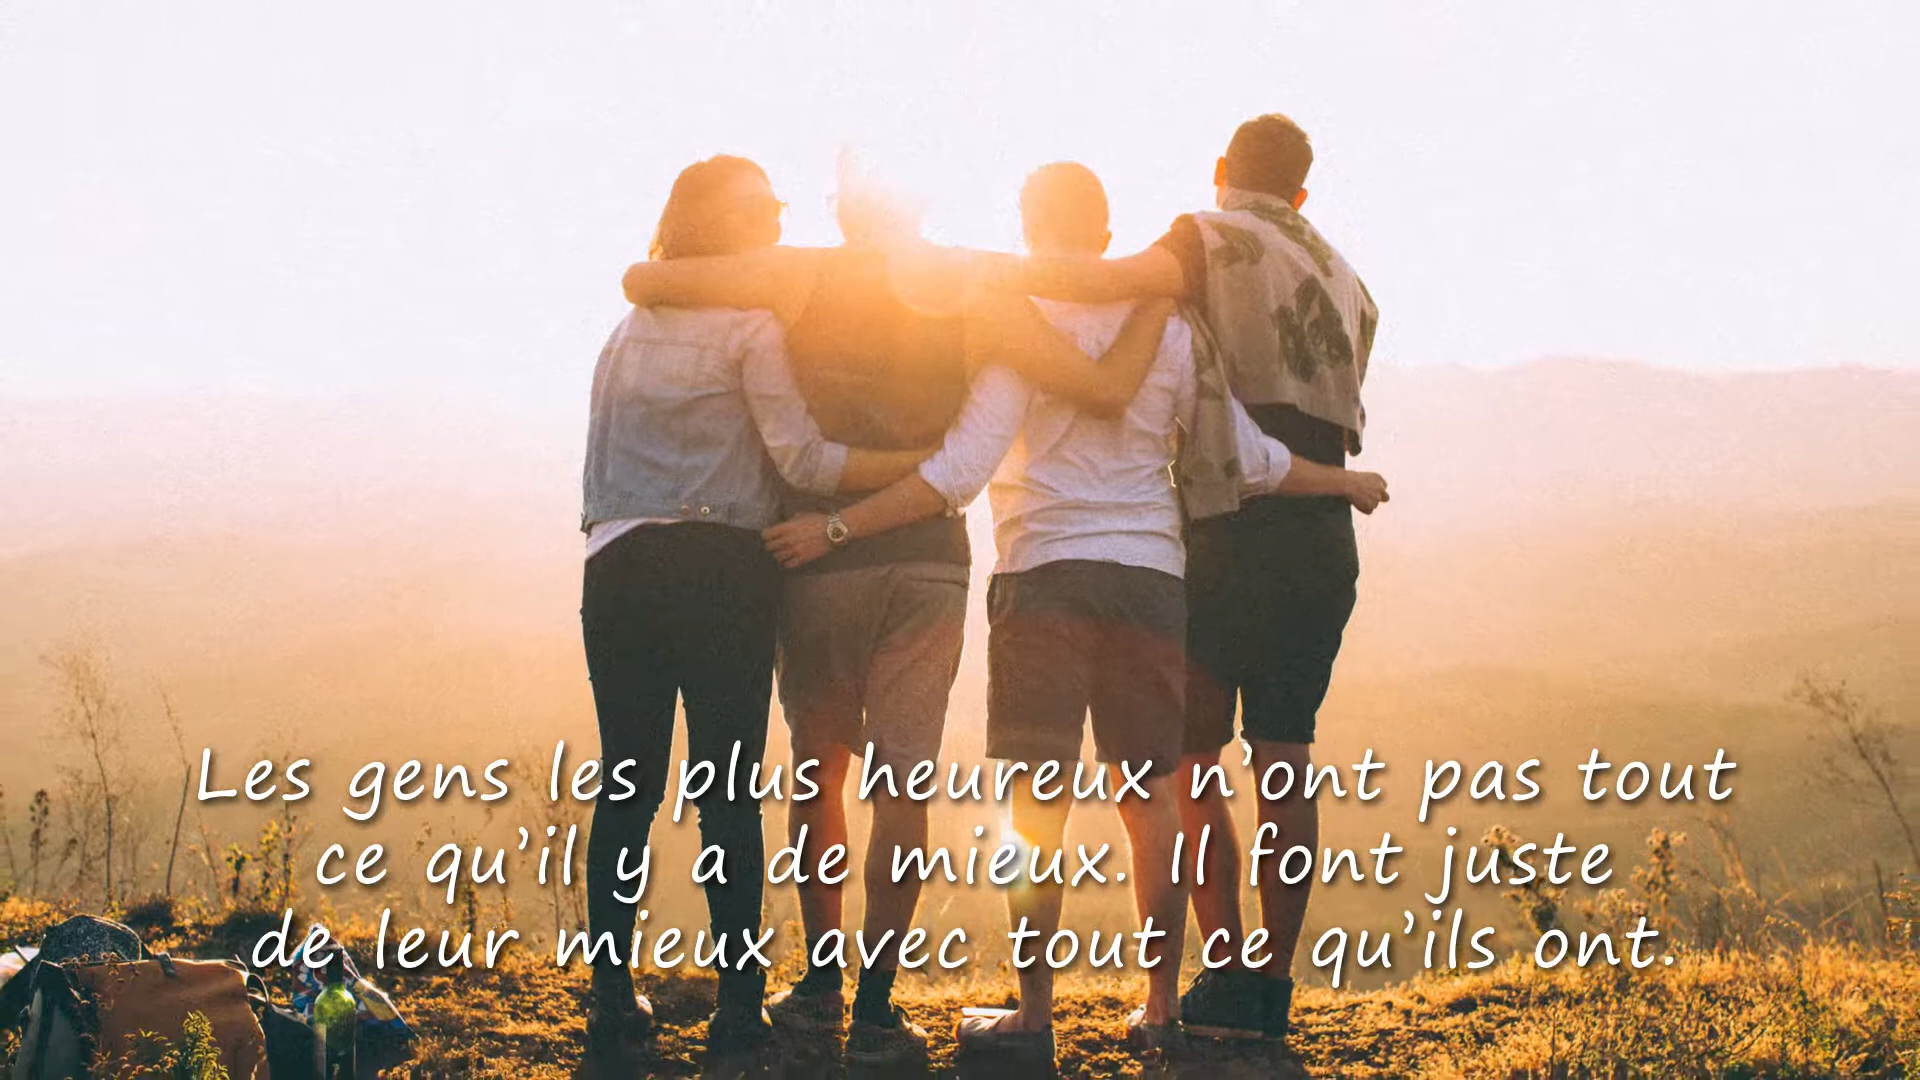 Les gens les plus heureux n’ont pas tout
ce qu’il y a de mieux. Il font juste
de leur mieux avec tout ce qu’ils ont.